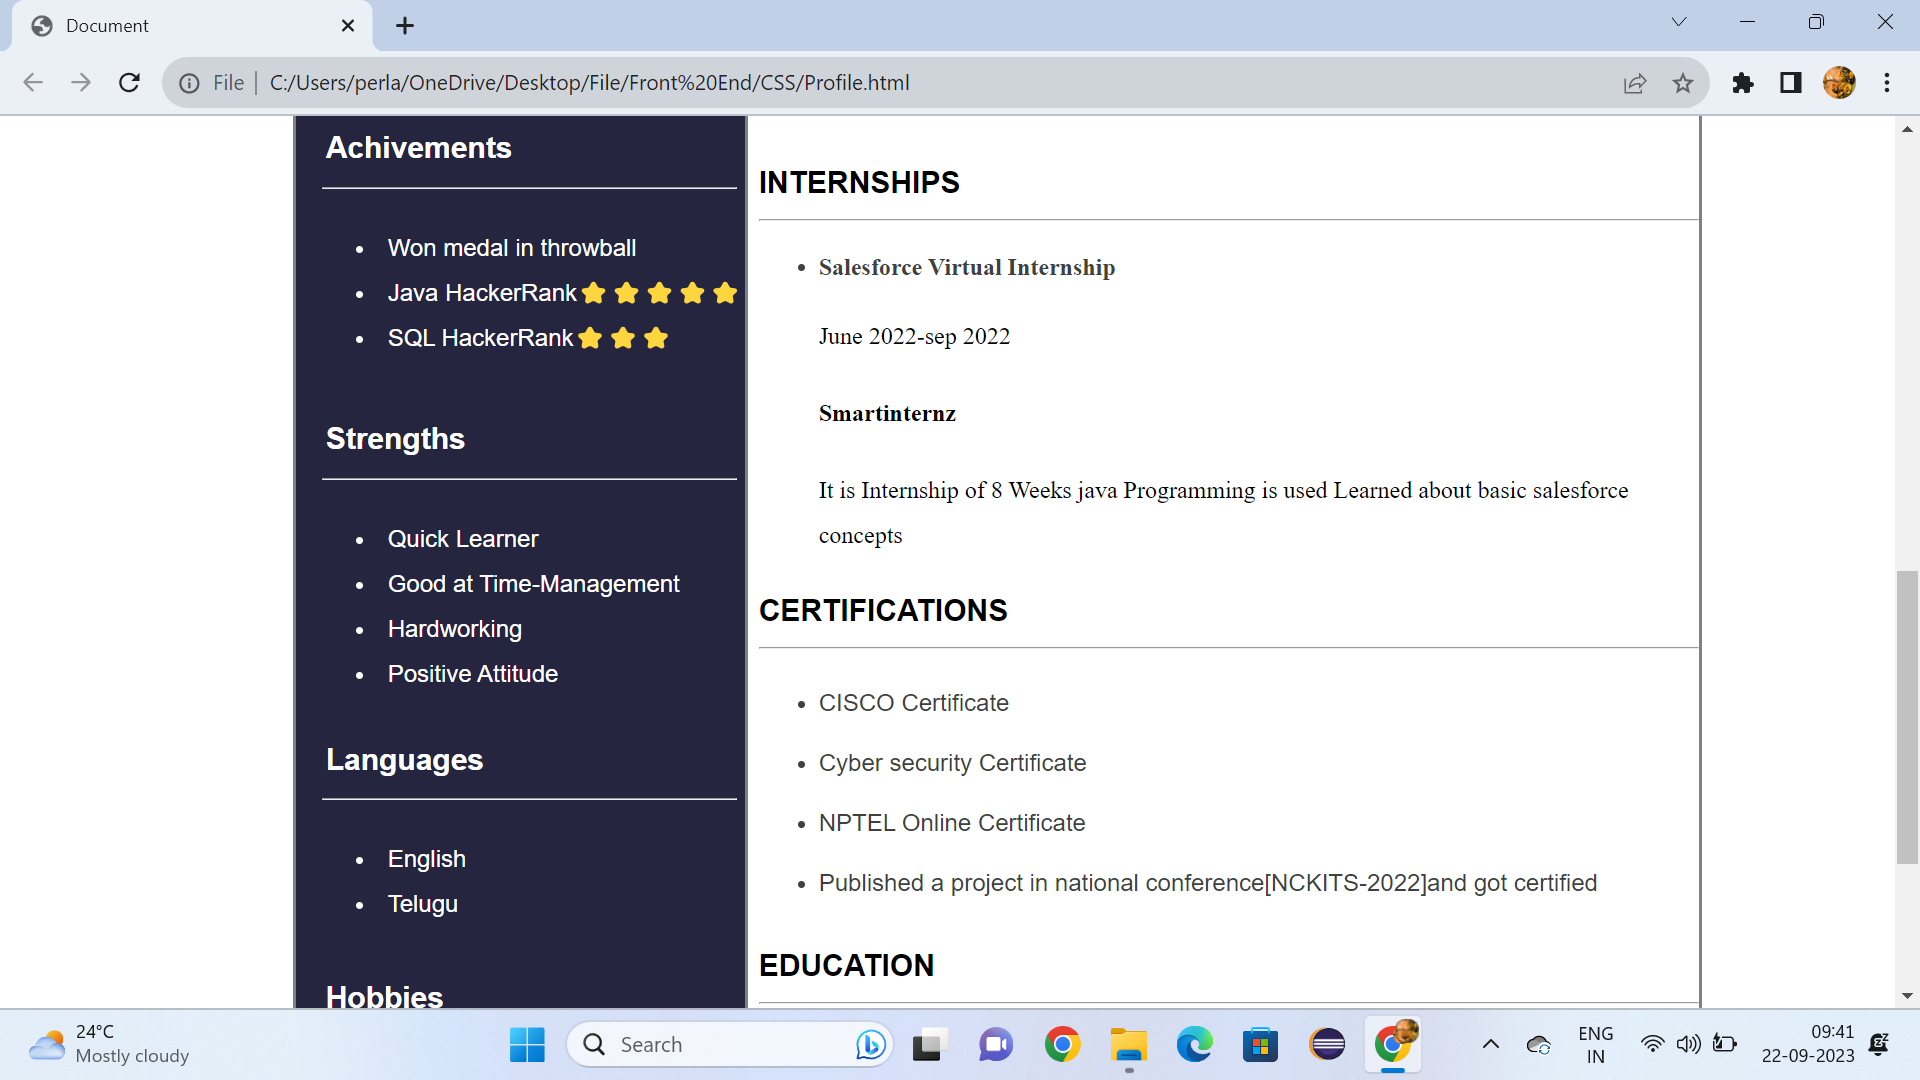 Document
File
C:/Users/perla/OneDrive/Desktop/File/Front%20End/CSS/Profile.html
Achivements
Won medal in throwball
Java HackerRank
SQL HackerRank
Strengths
Quick Learner
Good at Time-Management
Hardworking
Positive Attitude
Languages
English
Telugu
Hobbies
INTERNSHIPS
Salesforce Virtual Internship
June 2022-sep 2022
Smartinternz
It is Internship of 8 Weeks java Programming is used Learned about basic salesforce
concepts
CERTIFICATIONS
CISCO Certificate
Cyber security Certificate
NPTEL Online Certificate
Published a project in national conference[NCKITS-2022]and got certified
EDUCATION
24°C
Mostly cloudy
Search
ENG
IN
09:41
22-09-2023